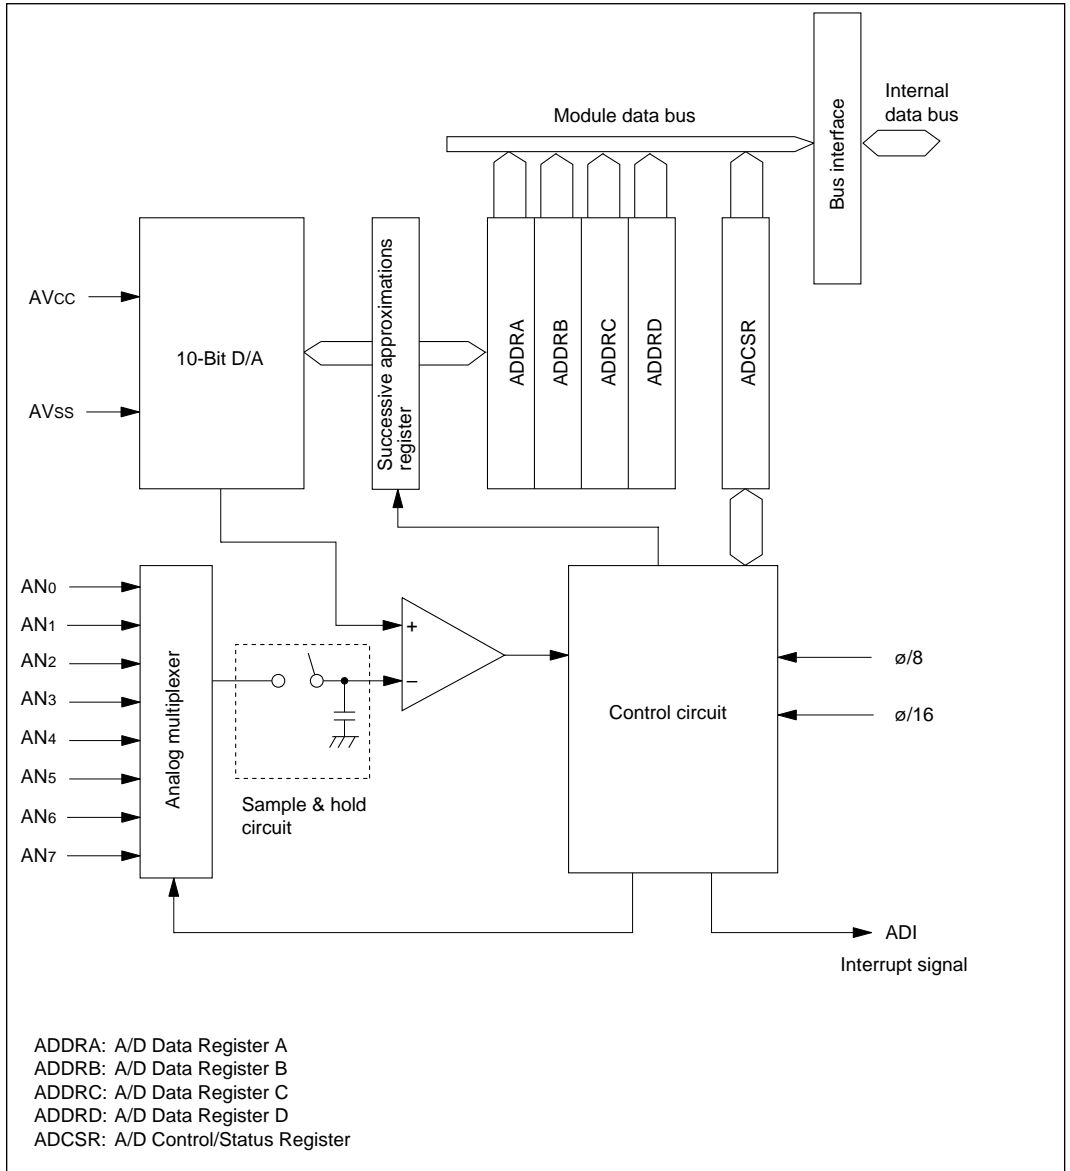 Internal
data bus
Module data bus
Bus interface
AVCC
AVSS
10-Bit D/A
Successive approximations
register
ADDRA
ADDRB
ADDRC
ADDRD
ADCSR
AN0
AN1
AN2
AN3
AN4
AN5
AN6
AN7
Analog multiplexer
+
−
Sample & hold
circuit
Control circuit
ø/8
ø/16
ADI
Interrupt signal
ADDRA: A/D Data Register A
ADDRB: A/D Data Register B
ADDRC: A/D Data Register C
ADDRD: A/D Data Register D
ADCSR: A/D Control/Status Register